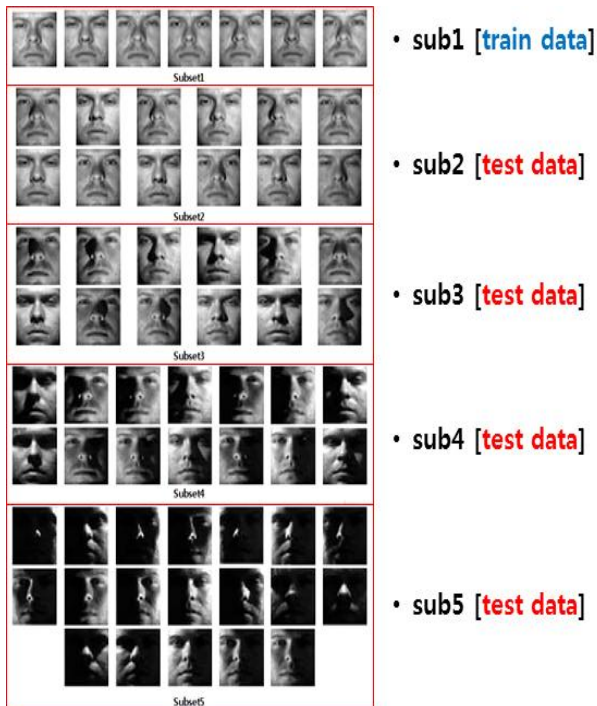 Subset1
• sub1 [train data]
Subset2
• sub2 [test data]
Subset3
• sub3 [test data]
Subset4
• sub4 [test data]
Subset5
• sub5 [test data]